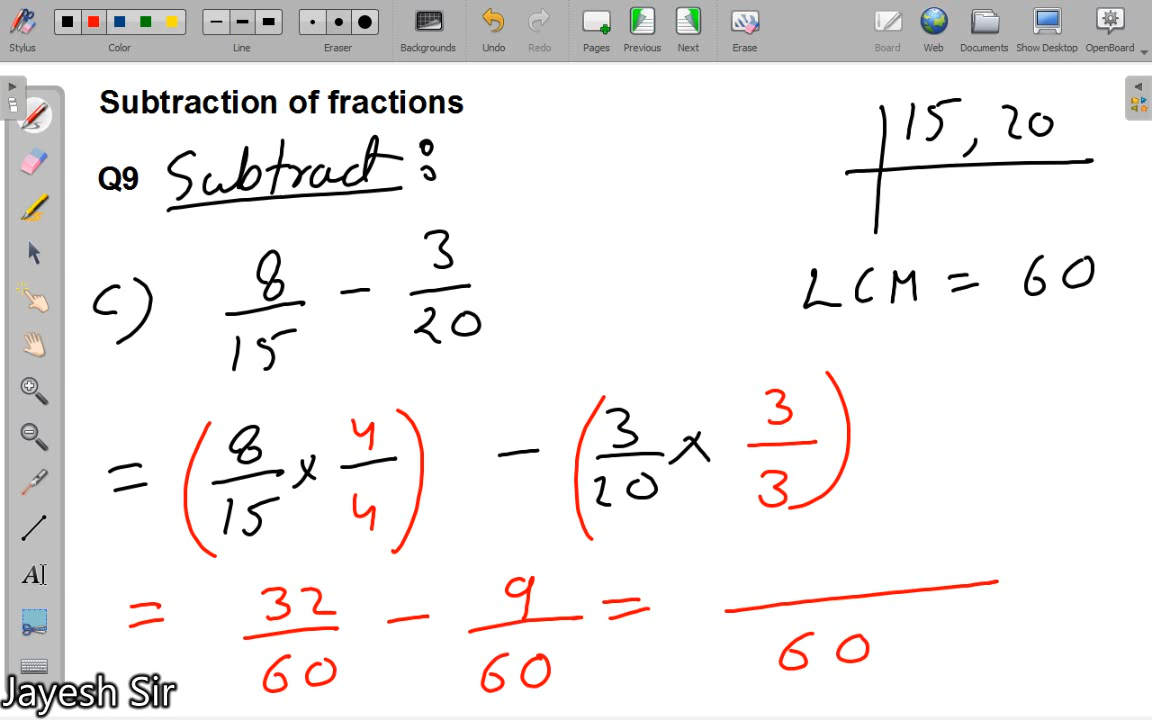 Stylus Color Line Eraser Backgrounds Undo Redo Pages Previous Next Erase Board Web Documents Show Desktop OpenBoard
Subtraction of fractions
Q9 Subtract:
15, 20
LCM = 60
c) 8/15 - 3/20
= (8/15 × 4/4) - (3/20 × 3/3)
= 32/60 - 9/60 = /60
Jayesh Sir